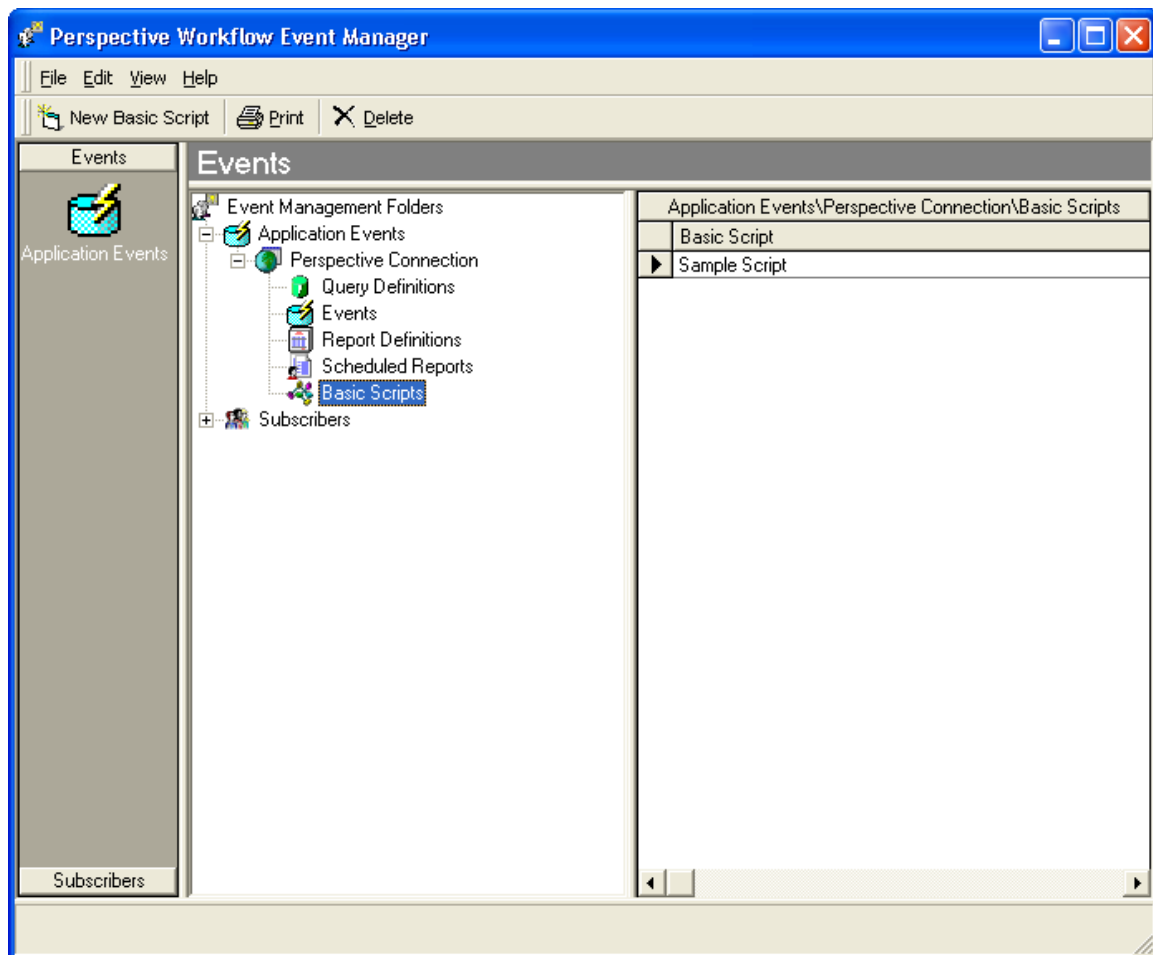 Perspective Workflow Event Manager
File Edit View Help
New Basic Script Print Delete
Events
Application Events
Subscribers
Events
Event Management Folders
Application Events
Perspective Connection
Query Definitions
Events
Report Definitions
Scheduled Reports
Basic Scripts
Subscribers
Application Events\Perspective Connection\Basic Scripts
Basic Script
Sample Script